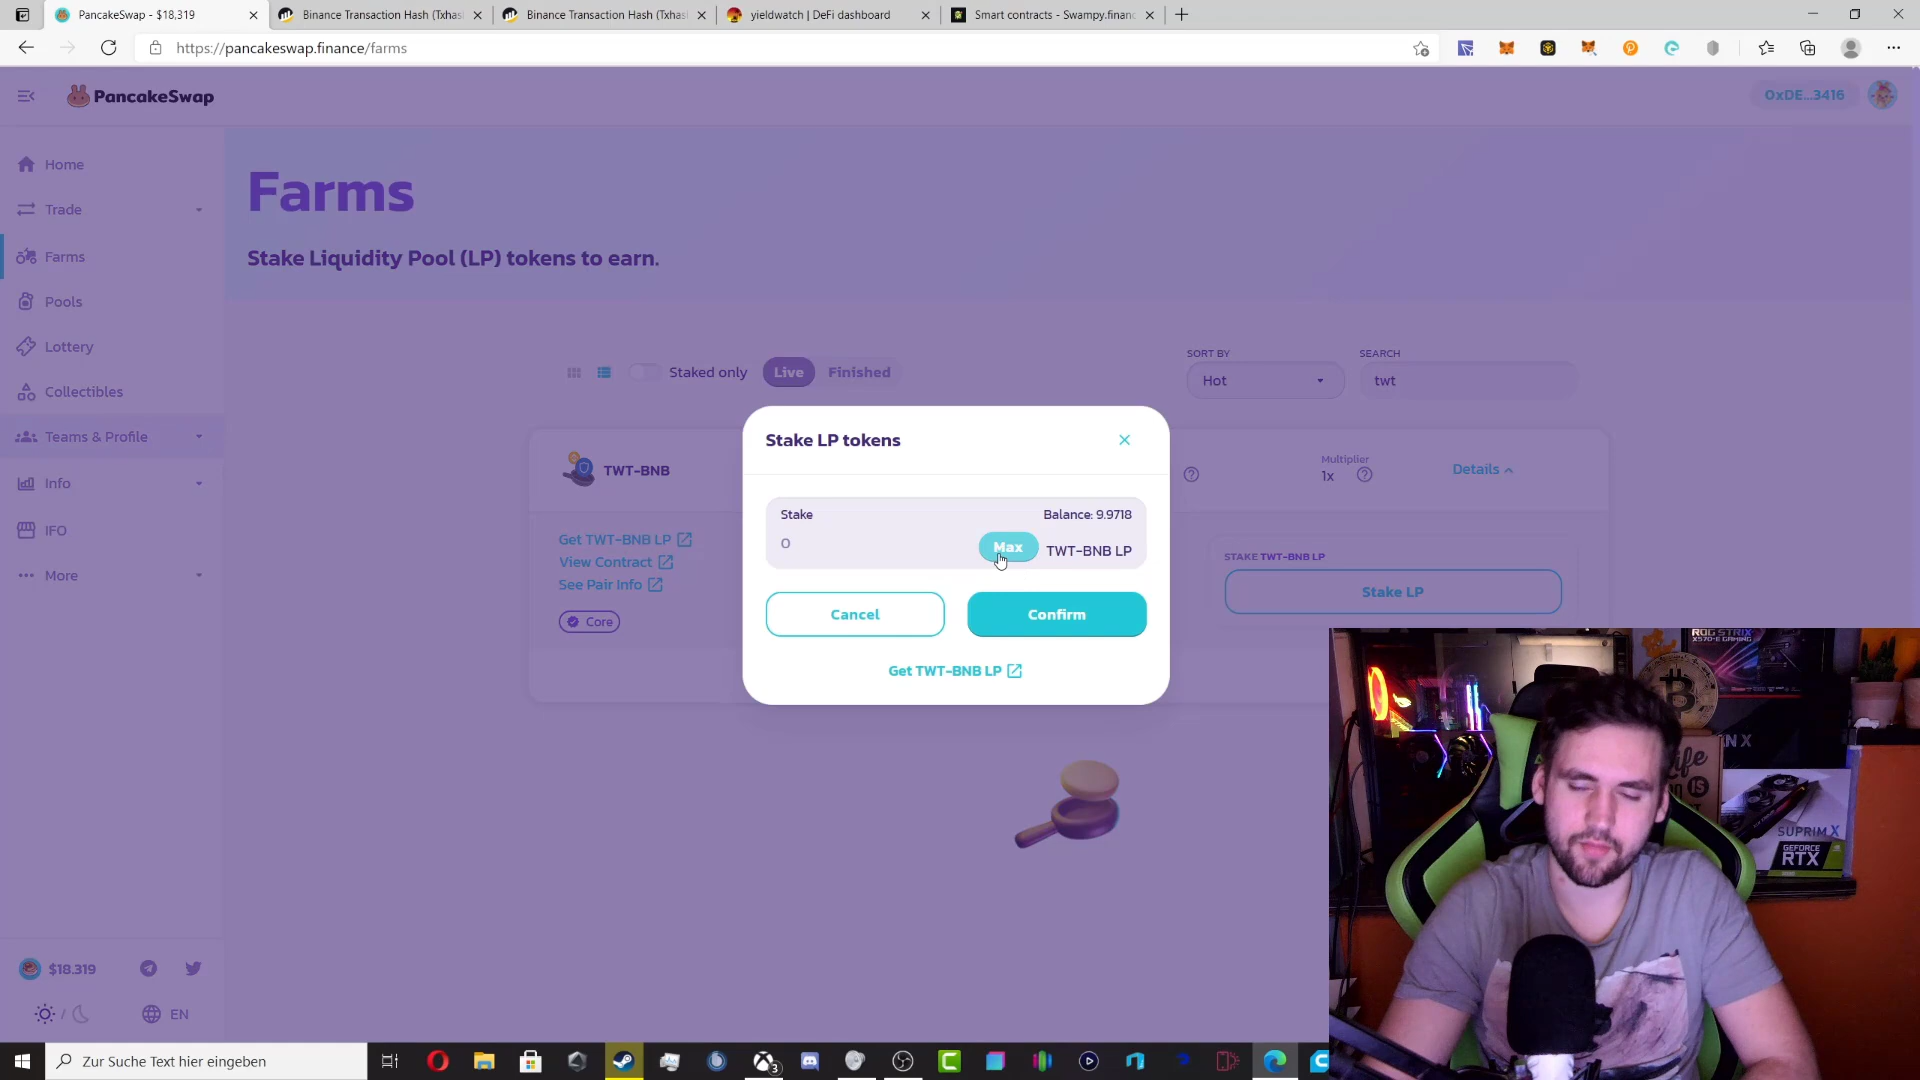 PancakeSwap - $18,319
Binance Transaction Hash (Txhas
Binance Transaction Hash (Txhas
yieldwatch | DeFi dashboard
Smart contracts - Swampy.financ
https://pancakeswap.finance/farms
PancakeSwap
0xDE...3416
Home
Trade
Farms
Pools
Lottery
Collectibles
Teams & Profile
Info
IFO
More
$18.319
EN
Farms
Stake Liquidity Pool (LP) tokens to earn.
Staked only
Live
Finished
SORT BY
Hot
SEARCH
twt
TWT-BNB
Multiplier
1x
Details
Get TWT-BNB LP
View Contract
See Pair Info
Core
STAKE TWT-BNB LP
Stake LP
Stake LP tokens
Stake
Balance: 9.9718
0
Max
TWT-BNB LP
Cancel
Confirm
Get TWT-BNB LP
ROG STRIX
X570-E GAMING
N X
Life
IS
SUPRIM X
GEFORCE
RTX
Zur Suche Text hier eingeben
3